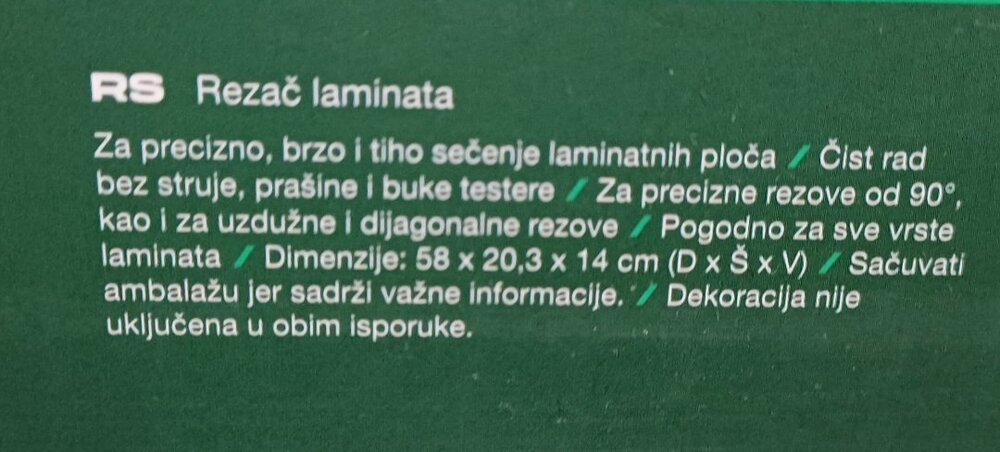 RS Rezač laminata
Za precizno, brzo i tiho sečenje laminatnih ploča / Čist rad
bez struje, prašine i buke testere / Za precizne rezove od 90°,
kao i za uzdužne i dijagonalne rezove / Pogodno za sve vrste
laminata / Dimenzije: 58 x 20,3 x 14 cm (D x Š x V) / Sačuvati
ambalažu jer sadrži važne informacije. / Dekoracija nije
uključena u obim isporuke.